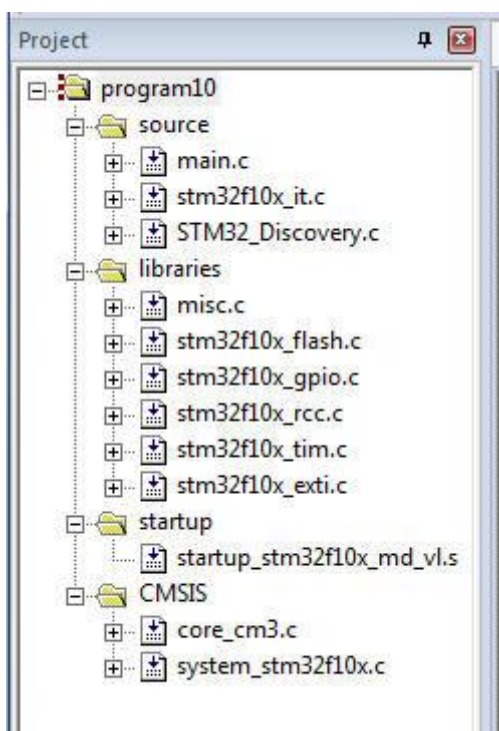 Project
program10
source
main.c
stm32f10x_it.c
STM32_Discovery.c
libraries
misc.c
stm32f10x_flash.c
stm32f10x_gpio.c
stm32f10x_rcc.c
stm32f10x_tim.c
stm32f10x_exti.c
startup
startup_stm32f10x_md_vl.s
CMSIS
core_cm3.c
system_stm32f10x.c